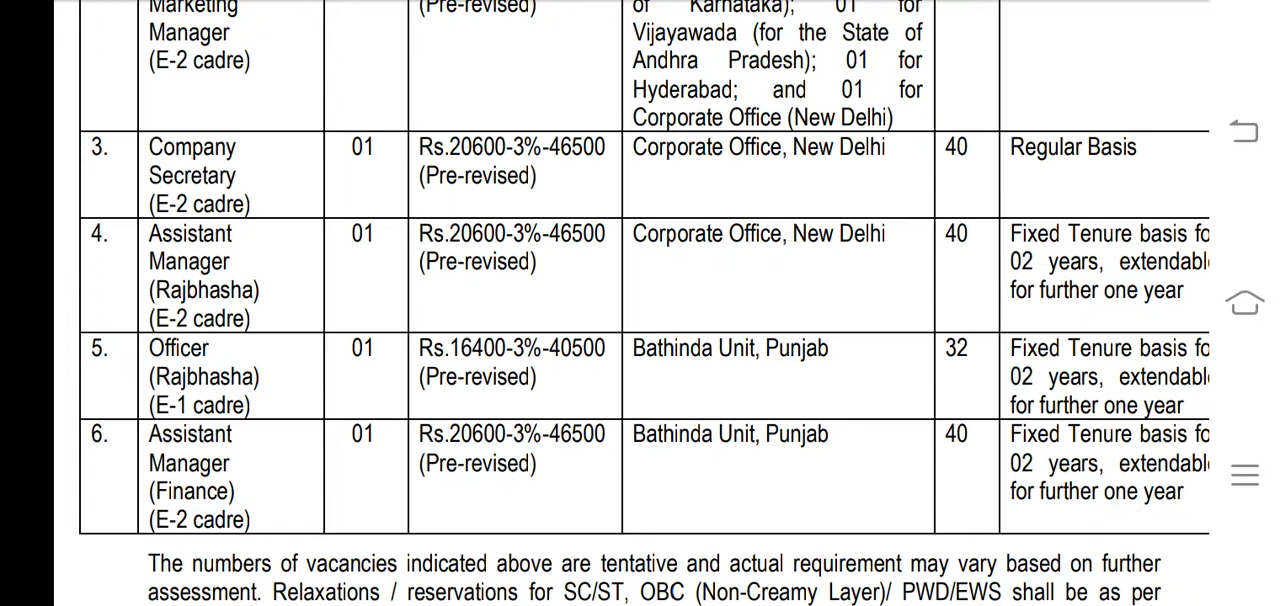 Marketing (Pre-revised) of Karnataka); 01 for
Manager Vijayawada (for the State of
(E-2 cadre) Andhra Pradesh); 01 for
Hyderabad; and 01 for
Corporate Office (New Delhi)
3. Company 01 Rs.20600-3%-46500 Corporate Office, New Delhi 40 Regular Basis
Secretary (Pre-revised)
(E-2 cadre)
4. Assistant 01 Rs.20600-3%-46500 Corporate Office, New Delhi 40 Fixed Tenure basis fo
Manager (Pre-revised) 02 years, extendabl
(Rajbhasha) for further one year
(E-2 cadre)
5. Officer 01 Rs.16400-3%-40500 Bathinda Unit, Punjab 32 Fixed Tenure basis fo
(Rajbhasha) (Pre-revised) 02 years, extendabl
(E-1 cadre) for further one year
6. Assistant 01 Rs.20600-3%-46500 Bathinda Unit, Punjab 40 Fixed Tenure basis fo
Manager (Pre-revised) 02 years, extendabl
(Finance) for further one year
(E-2 cadre)
The numbers of vacancies indicated above are tentative and actual requirement may vary based on further
assessment. Relaxations / reservations for SC/ST, OBC (Non-Creamy Layer)/ PWD/EWS shall be as per